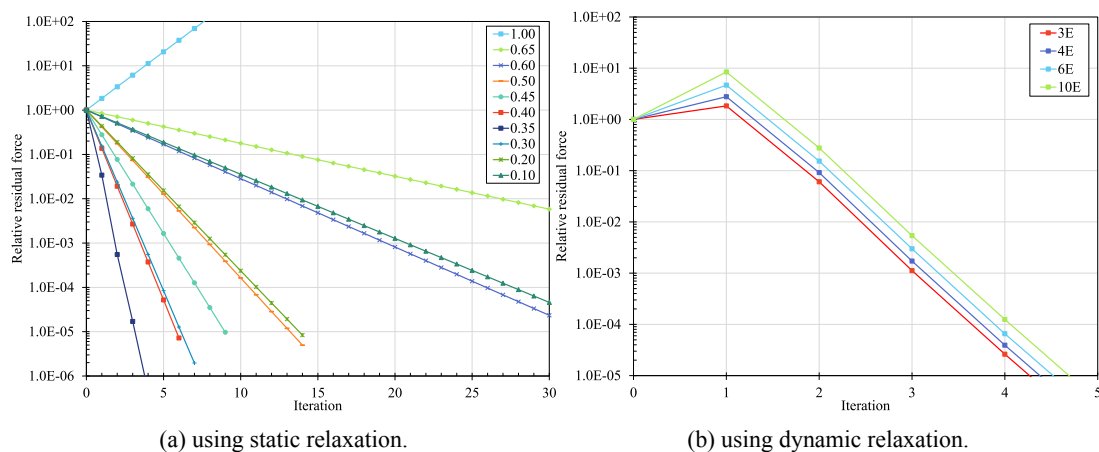 1.0E+02
1.0E+01
1.0E+00
1.0E-01
1.0E-02
1.0E-03
1.0E-04
1.0E-05
1.0E-06
Relative residual force
0 5 10 15 20 25 30
Iteration
1.00
0.65
0.60
0.50
0.45
0.40
0.35
0.30
0.20
0.10
(a) using static relaxation.
1.0E+02
1.0E+01
1.0E+00
1.0E-01
1.0E-02
1.0E-03
1.0E-04
1.0E-05
Relative residual force
0 1 2 3 4 5
Iteration
3E
4E
6E
10E
(b) using dynamic relaxation.